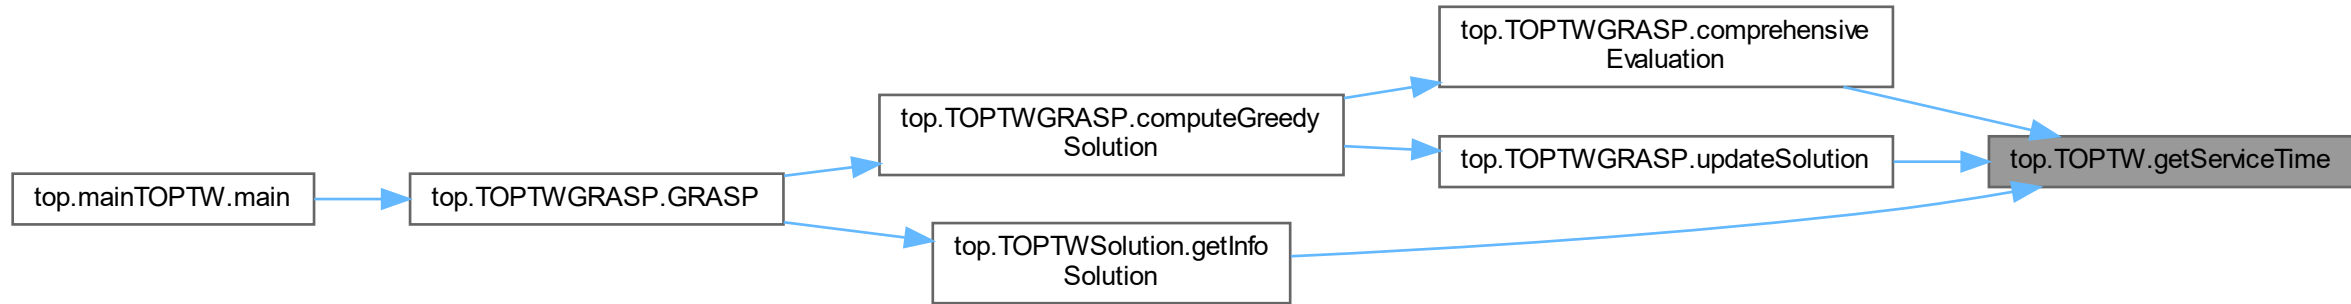 top.mainTOPTW.main
top.TOPTWGRASP.GRASP
top.TOPTWGRASP.computeGreedy
Solution
top.TOPTWSolution.getInfo
Solution
top.TOPTWGRASP.comprehensive
Evaluation
top.TOPTWGRASP.updateSolution
top.TOPTW.getServiceTime